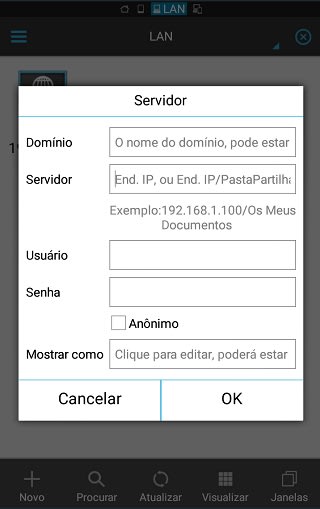 LAN
LAN
Servidor
Domínio O nome do domínio, pode estar
Servidor End. IP, ou End. IP/PastaPartilha
Exemplo:192.168.1.100/Os Meus
Documentos
Usuário
Senha
Anônimo
Mostrar como Clique para editar, poderá estar
Cancelar OK
Novo Procurar Atualizar Visualizar Janelas